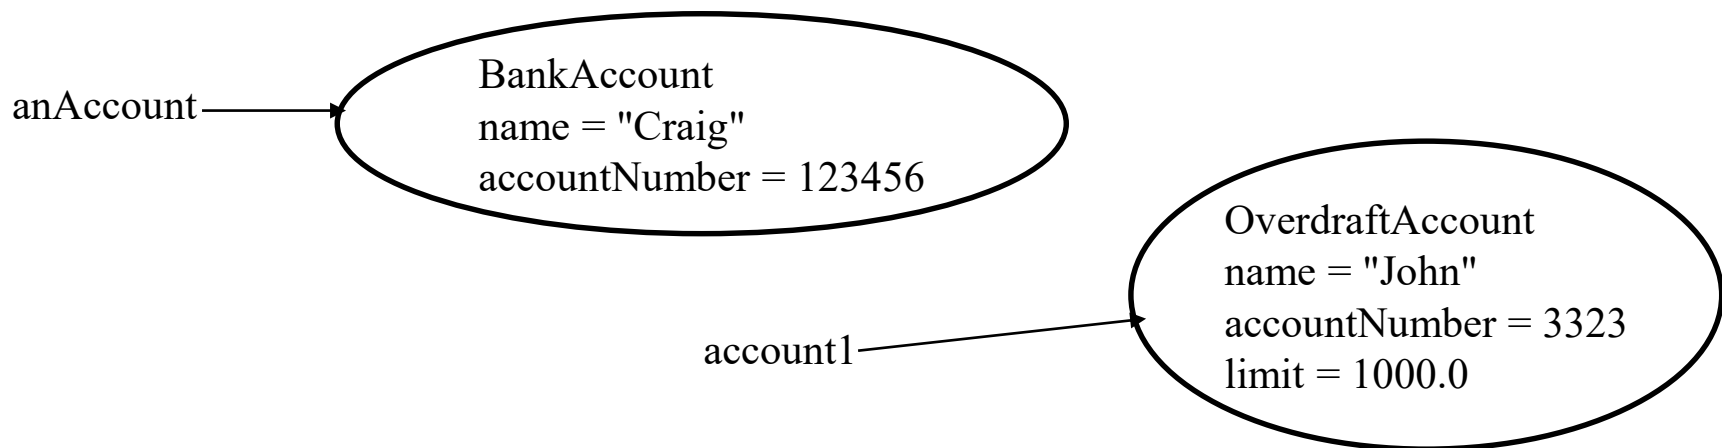 anAccount
BankAccount
name = "Craig"
accountNumber = 123456
account1
OverdraftAccount
name = "John"
accountNumber = 3323
limit = 1000.0